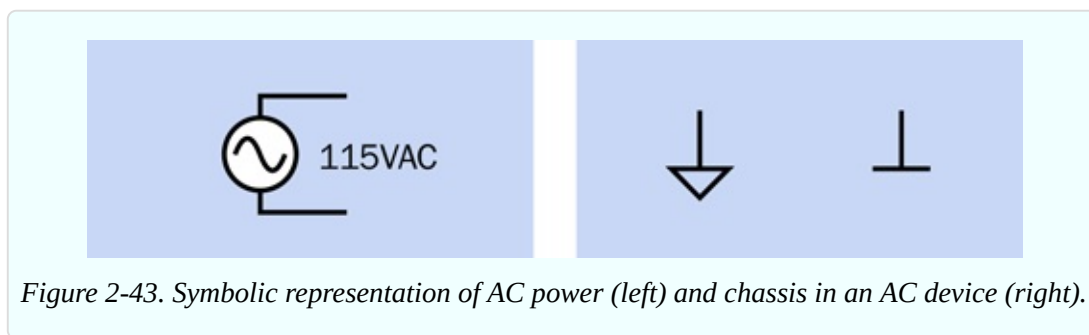 115VAC
Figure 2-43. Symbolic representation of AC power (left) and chassis in an AC device (right).